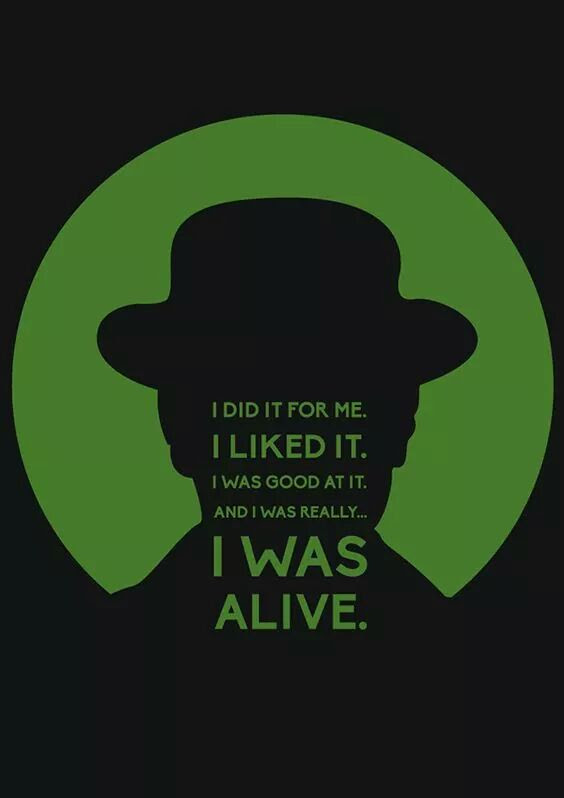 I DID IT FOR ME.
I LIKED IT.
I WAS GOOD AT IT.
AND I WAS REALLY...
I WAS
ALIVE.